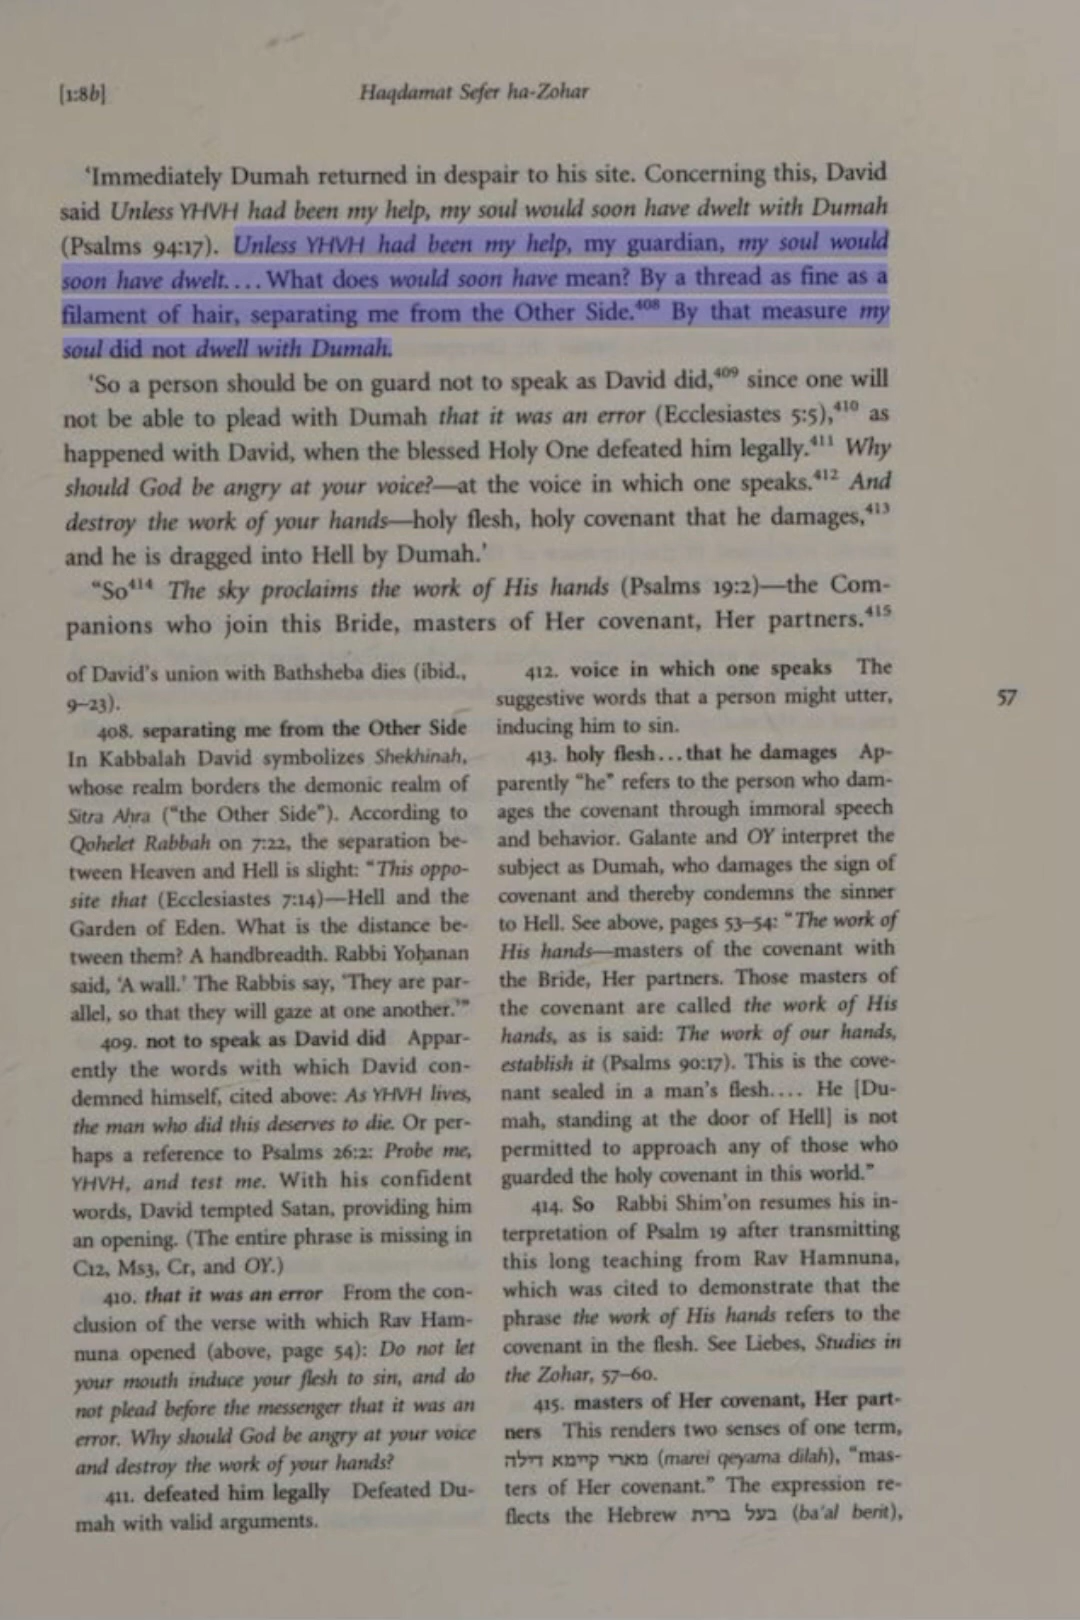 [1:8b]
Haqdamat Sefer ha-Zohar
‘Immediately Dumah returned in despair to his site. Concerning this, David
said Unless YHVH had been my help, my soul would soon have dwelt with Dumah
(Psalms 94:17). Unless YHVH had been my help, my guardian, my soul would
soon have dwelt.... What does would soon have mean? By a thread as fine as a
filament of hair, separating me from the Other Side.⁴⁰⁸ By that measure my
soul did not dwell with Dumah.
‘So a person should be on guard not to speak as David did,⁴⁰⁹ since one will
not be able to plead with Dumah that it was an error (Ecclesiastes 5:5),⁴¹⁰ as
happened with David, when the blessed Holy One defeated him legally.⁴¹¹ Why
should God be angry at your voice?—at the voice in which one speaks.⁴¹² And
destroy the work of your hands—holy flesh, holy covenant that he damages,⁴¹³
and he is dragged into Hell by Dumah.’
“So⁴¹⁴ The sky proclaims the work of His hands (Psalms 19:2)—the Com-
panions who join this Bride, masters of Her covenant, Her partners.⁴¹⁵
of David's union with Bathsheba dies (ibid.,
9–23).
408. separating me from the Other Side
In Kabbalah David symbolizes Shekhinah,
whose realm borders the demonic realm of
Sitra Aḥra (“the Other Side”). According to
Qohelet Rabbah on 7:22, the separation be-
tween Heaven and Hell is slight: “This oppo-
site that (Ecclesiastes 7:14)—Hell and the
Garden of Eden. What is the distance be-
tween them? A handbreadth. Rabbi Yoḥanan
said, ‘A wall.’ The Rabbis say, ‘They are par-
allel, so that they will gaze at one another.’”
409. not to speak as David did Appar-
ently the words with which David con-
demned himself, cited above: As YHVH lives,
the man who did this deserves to die. Or per-
haps a reference to Psalms 26:2: Probe me,
YHVH, and test me. With his confident
words, David tempted Satan, providing him
an opening. (The entire phrase is missing in
C12, Ms3, Cr, and OY.)
410. that it was an error From the con-
clusion of the verse with which Rav Ham-
nuna opened (above, page 54): Do not let
your mouth induce your flesh to sin, and do
not plead before the messenger that it was an
error. Why should God be angry at your voice
and destroy the work of your hands?
411. defeated him legally Defeated Du-
mah with valid arguments.
412. voice in which one speaks The
suggestive words that a person might utter,
inducing him to sin.
413. holy flesh...that he damages Ap-
parently “he” refers to the person who dam-
ages the covenant through immoral speech
and behavior. Galante and OY interpret the
subject as Dumah, who damages the sign of
covenant and thereby condemns the sinner
to Hell. See above, pages 53–54: “The work of
His hands—masters of the covenant with
the Bride, Her partners. Those masters of
the covenant are called the work of His
hands, as is said: The work of our hands,
establish it (Psalms 90:17). This is the cove-
nant sealed in a man's flesh.... He [Du-
mah, standing at the door of Hell] is not
permitted to approach any of those who
guarded the holy covenant in this world.”
414. So Rabbi Shim'on resumes his in-
terpretation of Psalm 19 after transmitting
this long teaching from Rav Hamnuna,
which was cited to demonstrate that the
phrase the work of His hands refers to the
covenant in the flesh. See Liebes, Studies in
the Zohar, 57–60.
415. masters of Her covenant, Her part-
ners This renders two senses of one term,
מארי קיימא דילה (marei qeyama dilah), “mas-
ters of Her covenant.” The expression re-
flects the Hebrew בעל ברית (ba'al berit),
57